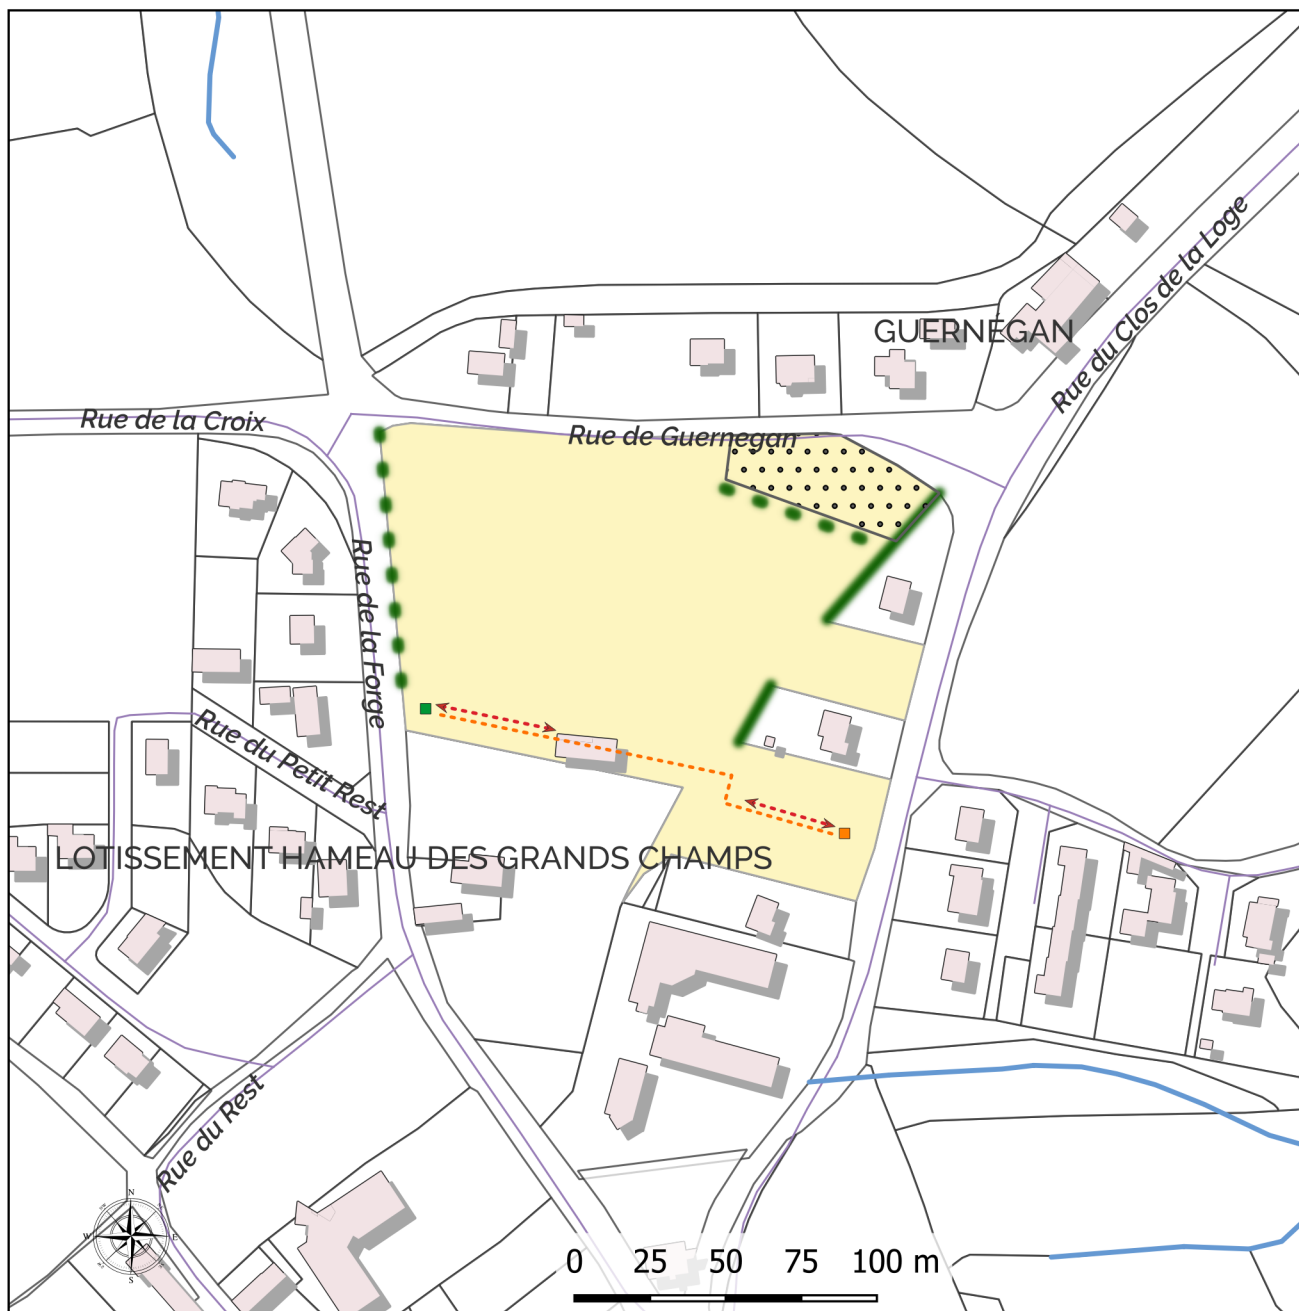 Rue du Clos de la Loge
GUERNEGAN
Rue de la Croix
Rue de Guernegan
Rue de la Forge
Rue du Petit Rest
LOTISSEMENT HAMEAU DES GRANDS CHAMPS
Rue du Rest
N
W
E
S
0 25 50 75 100 m